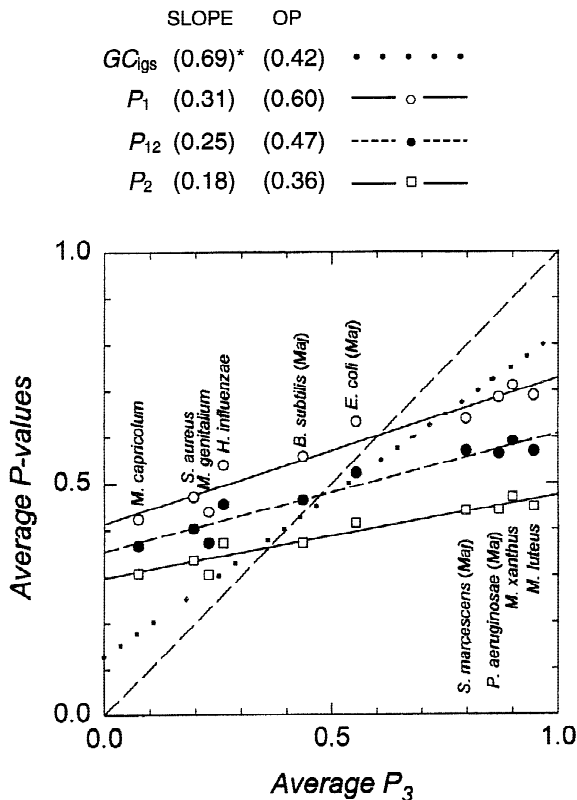 SLOPE OP
GCigs (0.69)* (0.42)
P1 (0.31) (0.60)
P12 (0.25) (0.47)
P2 (0.18) (0.36)
1.0
0.5
0.0
Average P-values
M. capricolum
S. aureus
M. genitalium
H. influenzae
B. subtilis (Maj)
E. coli (Maj)
S. marcescens (Maj)
P. aeruginosae (Maj)
M. xanthus
M. luteus
0.0 0.5 1.0
Average P3